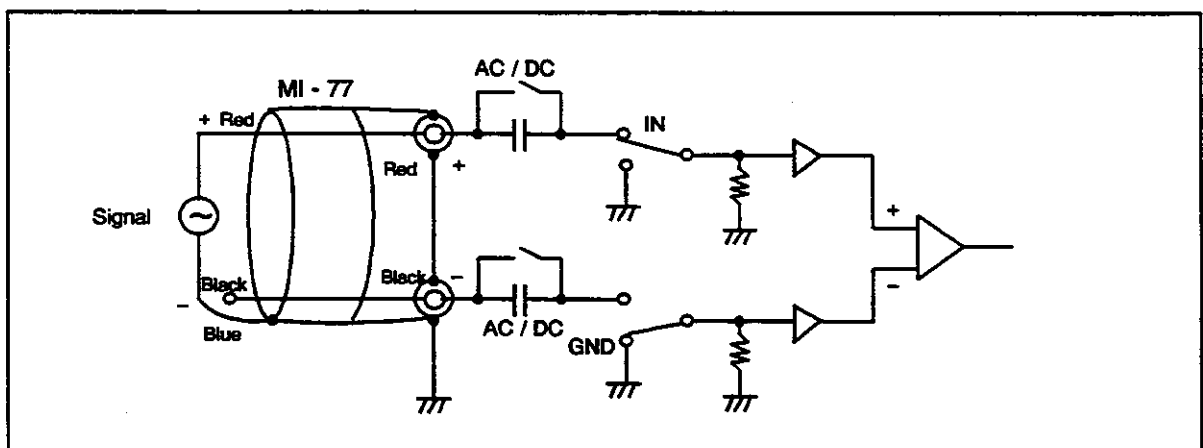 AC / DC
MI - 77
+ Red
IN
Red
+
Signal
+
Black
Black
−
−
−
Blue
AC / DC
GND